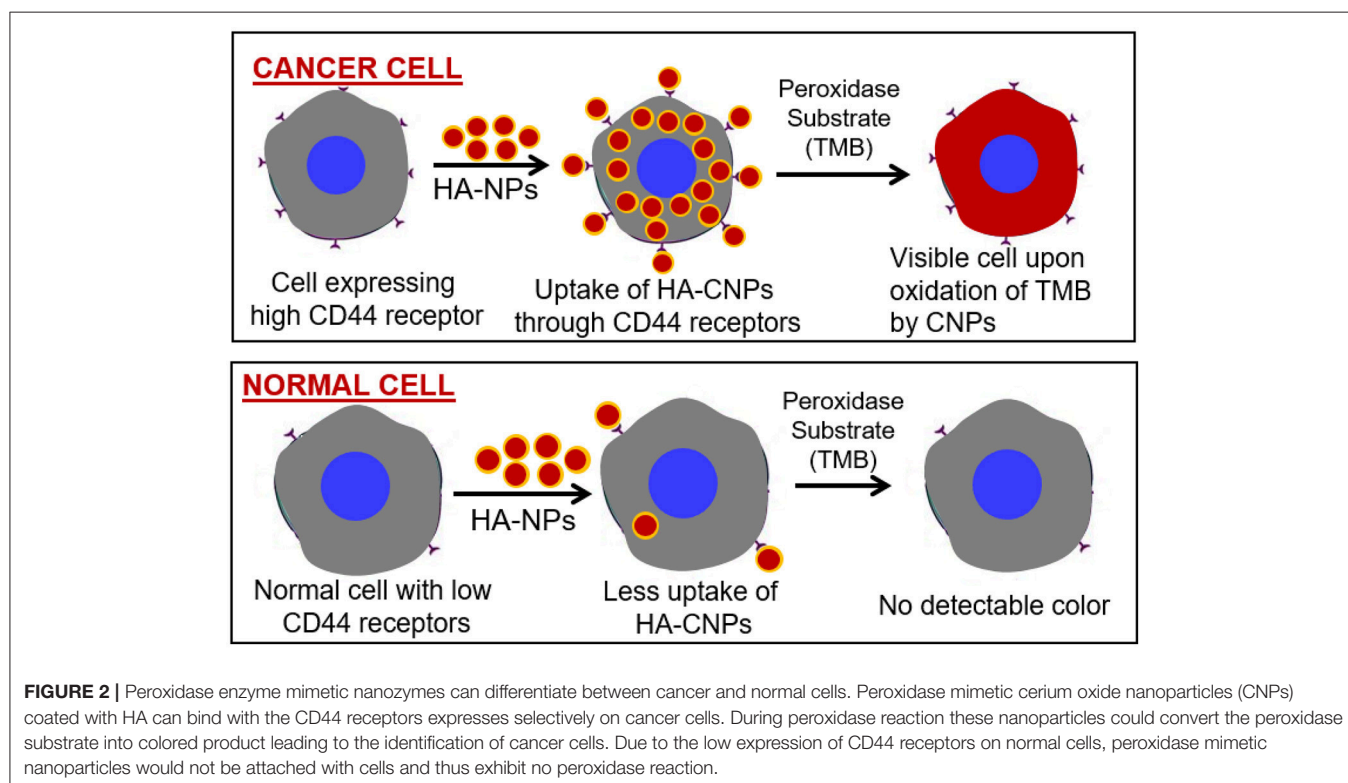 CANCER CELL
HA-NPs
Peroxidase
Substrate
(TMB)
Cell expressing
high CD44 receptor
Uptake of HA-CNPs
through CD44 receptors
Visible cell upon
oxidation of TMB
by CNPs
NORMAL CELL
HA-NPs
Peroxidase
Substrate
(TMB)
Normal cell with low
CD44 receptors
Less uptake of
HA-CNPs
No detectable color
FIGURE 2 | Peroxidase enzyme mimetic nanozymes can differentiate between cancer and normal cells. Peroxidase mimetic cerium oxide nanoparticles (CNPs)
coated with HA can bind with the CD44 receptors expresses selectively on cancer cells. During peroxidase reaction these nanoparticles could convert the peroxidase
substrate into colored product leading to the identification of cancer cells. Due to the low expression of CD44 receptors on normal cells, peroxidase mimetic
nanoparticles would not be attached with cells and thus exhibit no peroxidase reaction.